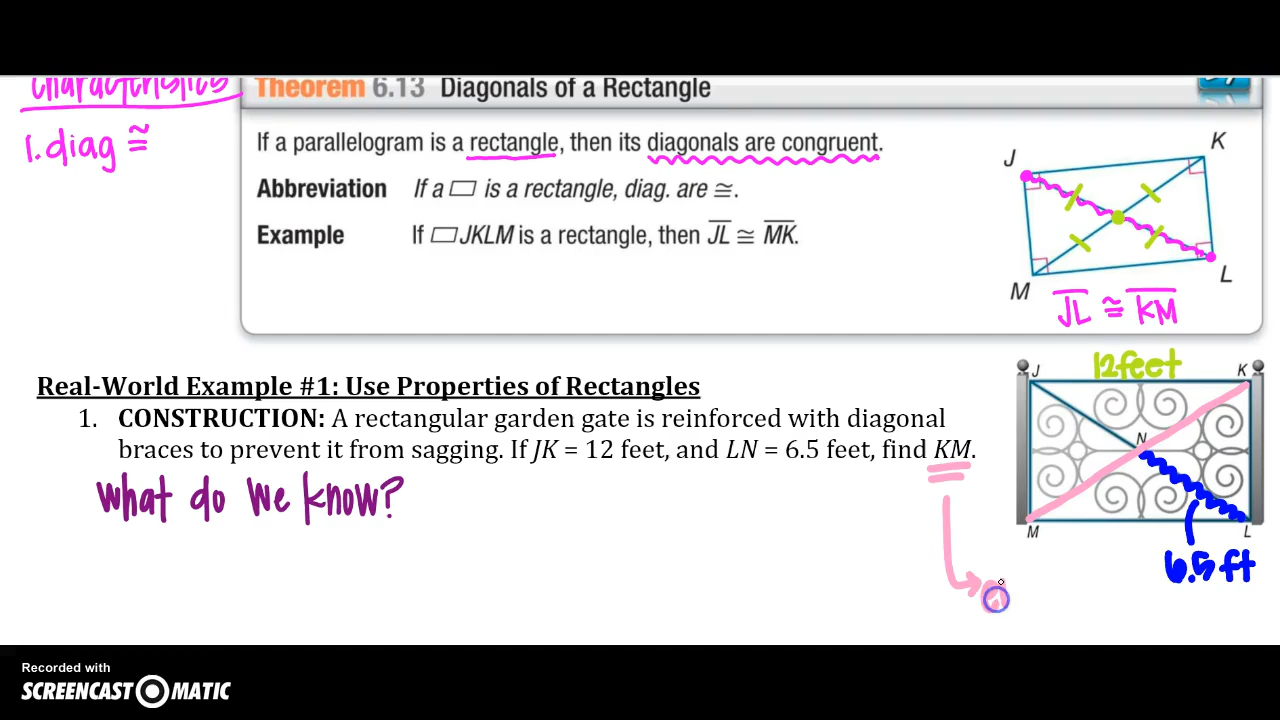 characteristics
Theorem 6.13 Diagonals of a Rectangle
1. diag ≅
If a parallelogram is a rectangle, then its diagonals are congruent.
Abbreviation If a ▱ is a rectangle, diag. are ≅.
Example If ▱JKLM is a rectangle, then JL ≅ MK.
J
K
M
L
JL ≅ KM
Real-World Example #1: Use Properties of Rectangles
1. CONSTRUCTION: A rectangular garden gate is reinforced with diagonal
braces to prevent it from sagging. If JK = 12 feet, and LN = 6.5 feet, find KM.
What do we know?
12 feet
J
K
N
M
L
6.5 ft
Recorded with
SCREENCAST MATIC